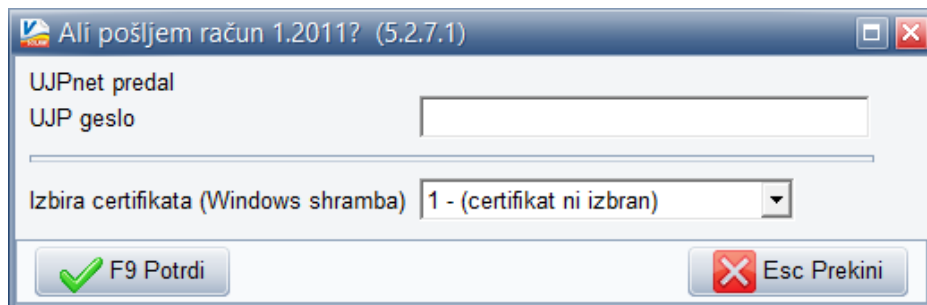 Ali pošljem račun 1.2011? (5.2.7.1)
UJPnet predal
UJP geslo
Izbira certifikata (Windows shramba) 1 - (certifikat ni izbran)
F9 Potrdi Esc Prekini